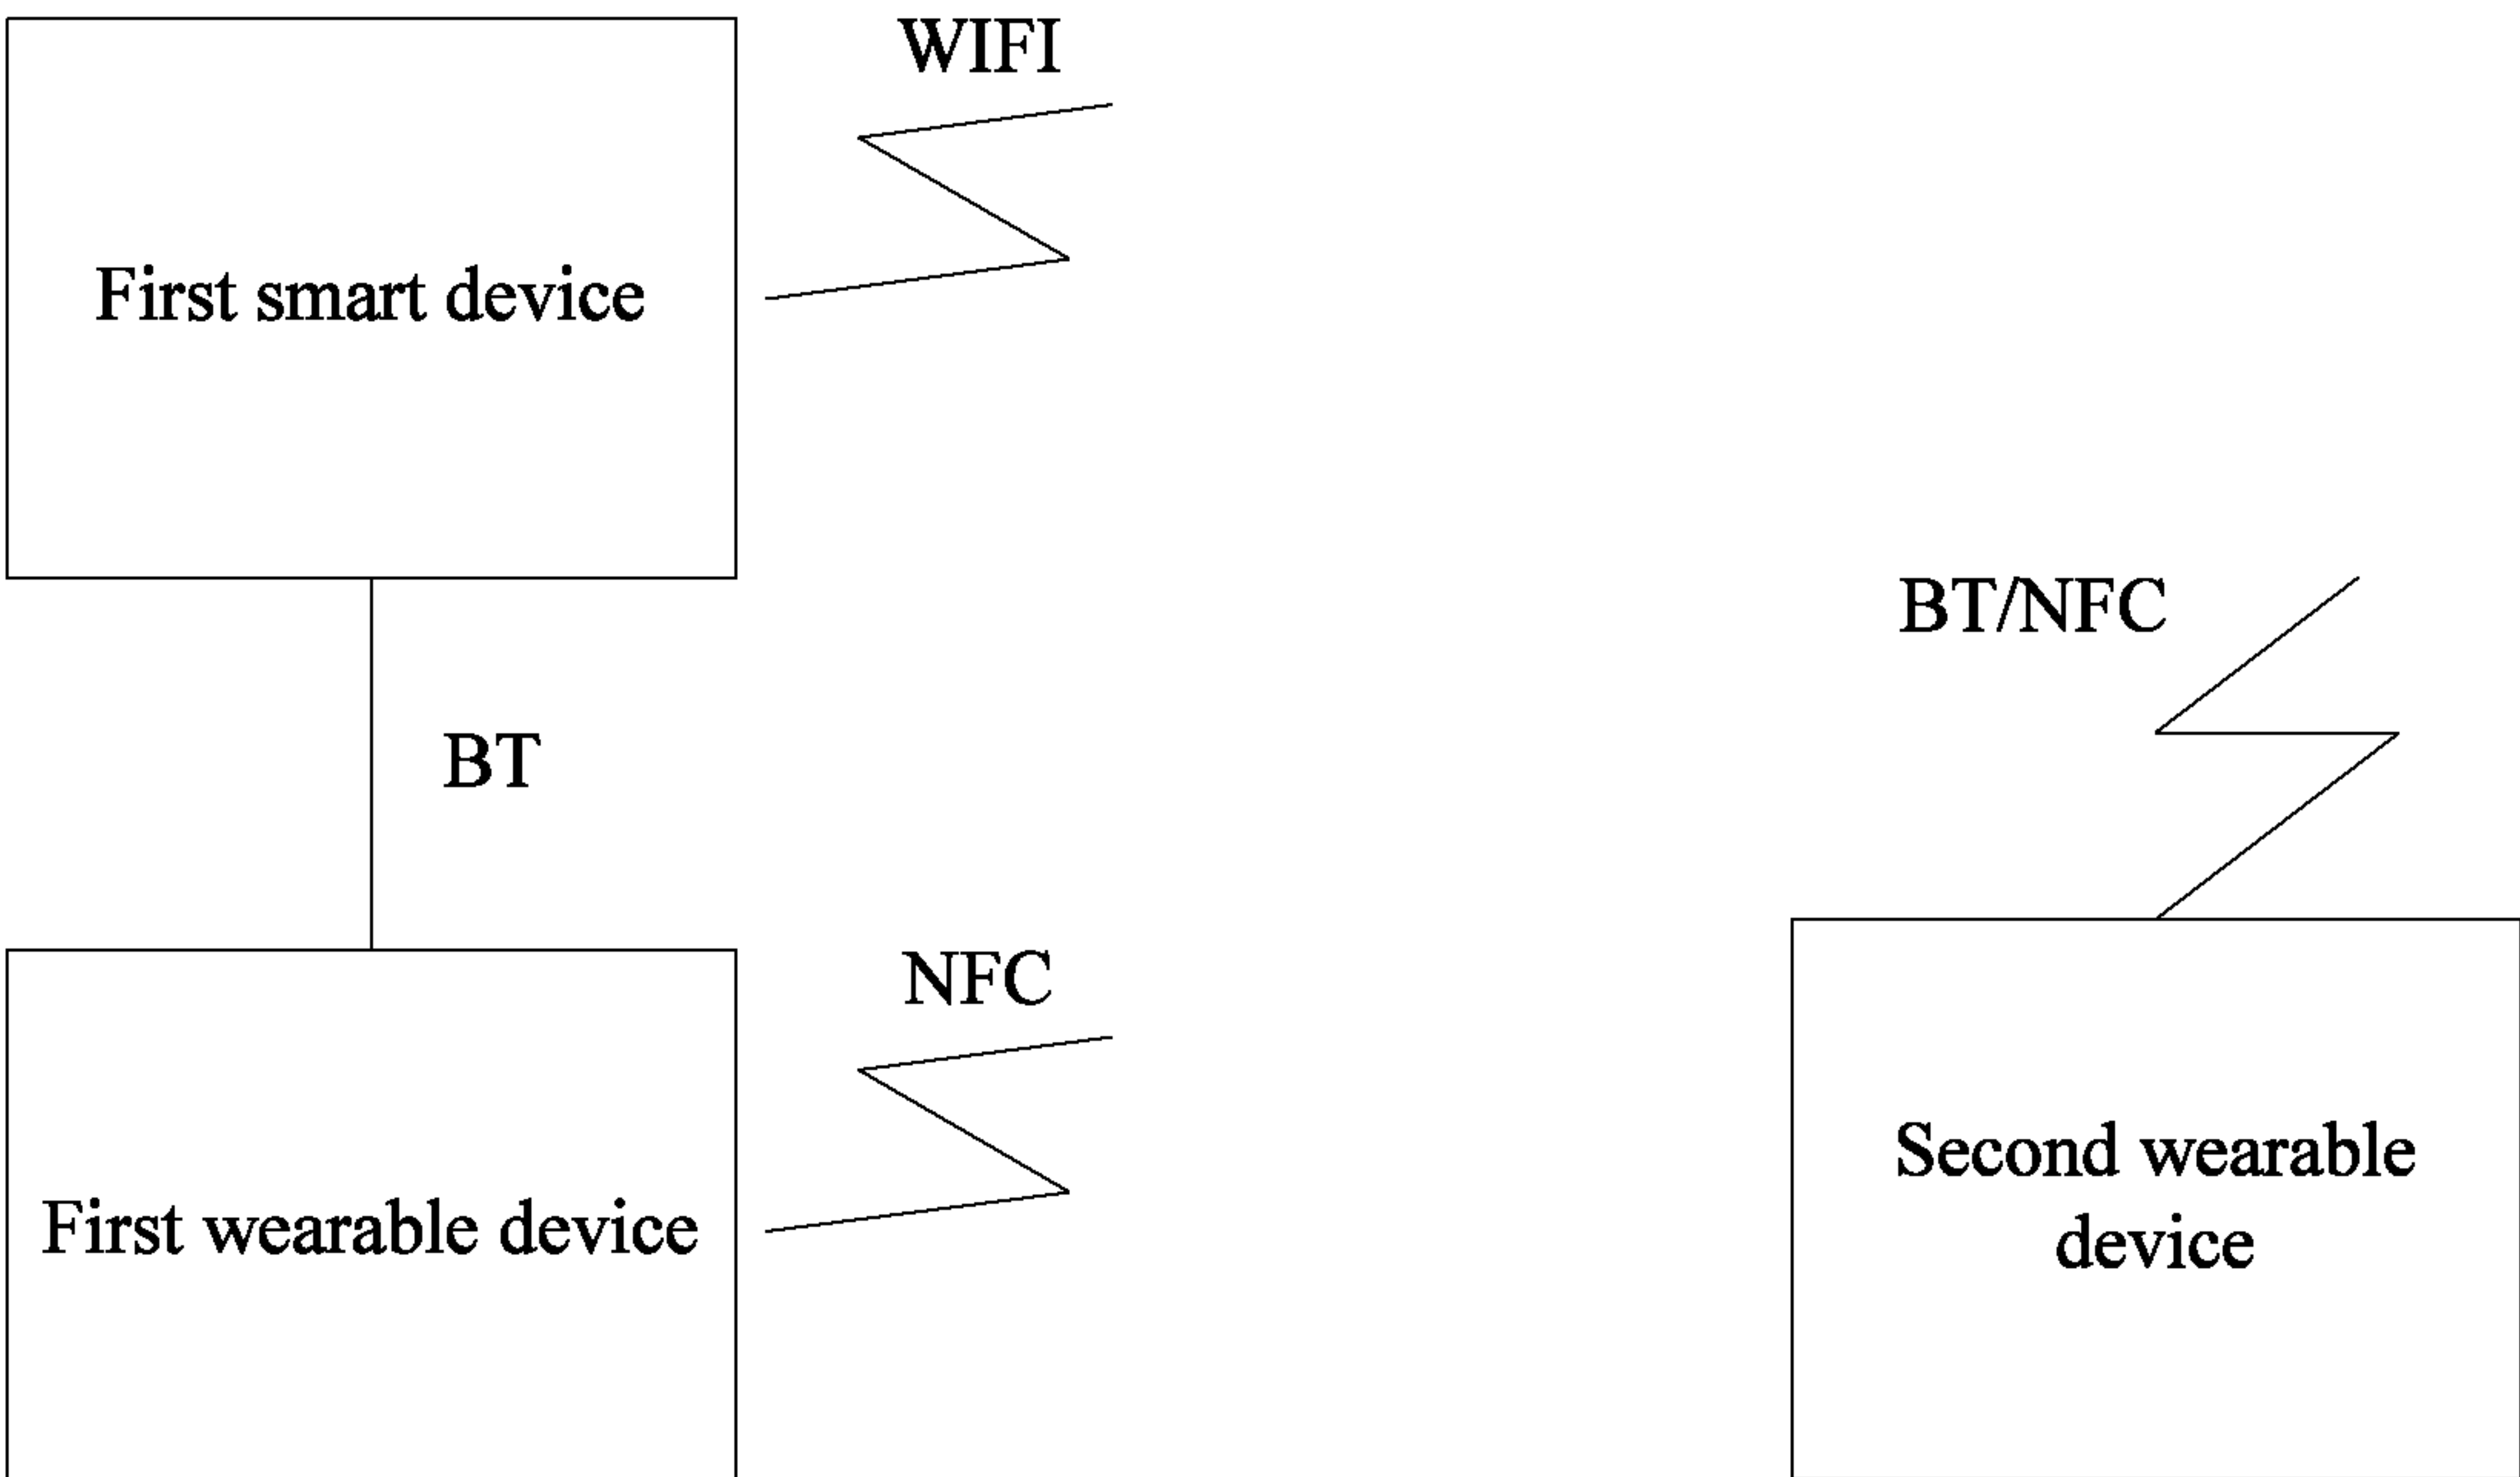 WIFI
First smart device
BT/NFC
BT
NFC
First wearable device
Second wearable
device